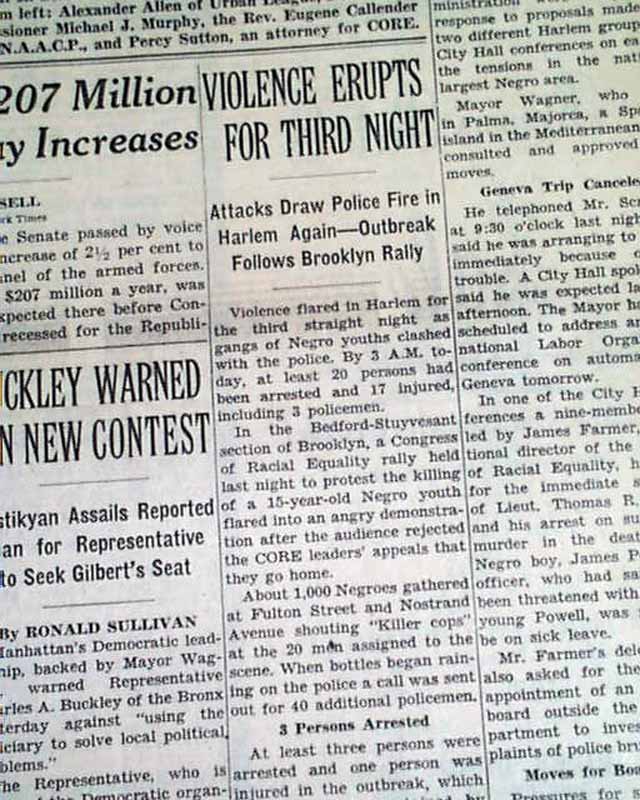 m left: Alexander Allen of Urban
sioner Michael J. Murphy, the Rev. Eugene Callender
N.A.A.C.P., and Percy Sutton, an attorney for CORE.
207 Million
ay Increases
SELL
rk Times
e Senate passed by voice
ncrease of 2½ per cent to
nel of the armed forces.
$207 million a year, was
xpected there before Con-
recessed for the Republi-
CKLEY WARNED
N NEW CONTEST
stikyan Assails Reported
an for Representative
to Seek Gilbert's Seat
By RONALD SULLIVAN
Manhattan's Democratic lead-
hip, backed by Mayor Wag-
warned Representative
arles A. Buckley of the Bronx
terday against "using the
iciary to solve local political
blems."
he Representative, who is
the Democratic organ-
VIOLENCE ERUPTS
FOR THIRD NIGHT
Attacks Draw Police Fire in
Harlem Again—Outbreak
Follows Brooklyn Rally
Violence flared in Harlem for
the third straight night as
gangs of Negro youths clashed
with the police. By 3 A.M. to-
day, at least 20 persons had
been arrested and 17 injured,
including 3 policemen.
In the Bedford-Stuyvesant
section of Brooklyn, a Congress
of Racial Equality rally held
last night to protest the killing
of a 15-year-old Negro youth
flared into an angry demonstra-
tion after the audience rejected
the CORE leaders' appeals that
they go home.
About 1,000 Negroes gathered
at Fulton Street and Nostrand
Avenue shouting "Killer cops"
at the 20 men assigned to the
scene. When bottles began rain-
ing on the police a call was sent
out for 40 additional policemen.
3 Persons Arrested
At least three persons were
arrested and one person was
injured in the outbreak, which
ministration
response to proposals made
two different Harlem group
City Hall conferences on ea
the tensions in the nati
largest Negro area.
Mayor Wagner, who
in Palma, Majorca, a Spa
island in the Mediterranean
consulted and approved
moves.
Geneva Trip Cancele
He telephoned Mr. Scr
at 9:30 o'clock last nigh
said he was arranging to
immediately because o
trouble. A City Hall spok
said he was expected la
afternoon. The Mayor ha
scheduled to address an
national Labor Orga
conference on automa
Geneva tomorrow.
In one of the City H
ferences a nine-memb
led by James Farmer,
tional director of the
of Racial Equality, h
for the immediate s
of Lieut. Thomas R.
and his arrest on su
murder in the deat
Negro boy, James P
officer, who had sa
been threatened with
young Powell, was
be on sick leave.
Mr. Farmer's dele
also asked for the
appointment of an
board outside the
partment to inves
plaints of police bru
Moves for Boa
Pressures for s